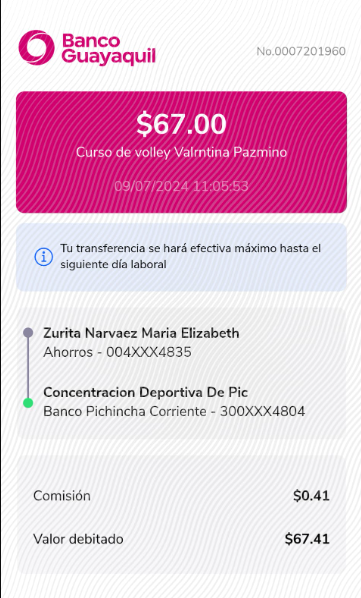 Banco
Guayaquil
No.0007201960
$67.00
Curso de volley Valrntina Pazmino
09/07/2024 11:05:53
Tu transferencia se hará efectiva máximo hasta el
siguiente día laboral
Zurita Narvaez Maria Elizabeth
Ahorros - 004XXX4835
Concentracion Deportiva De Pic
Banco Pichincha Corriente - 300XXX4804
Comisión $0.41
Valor debitado $67.41